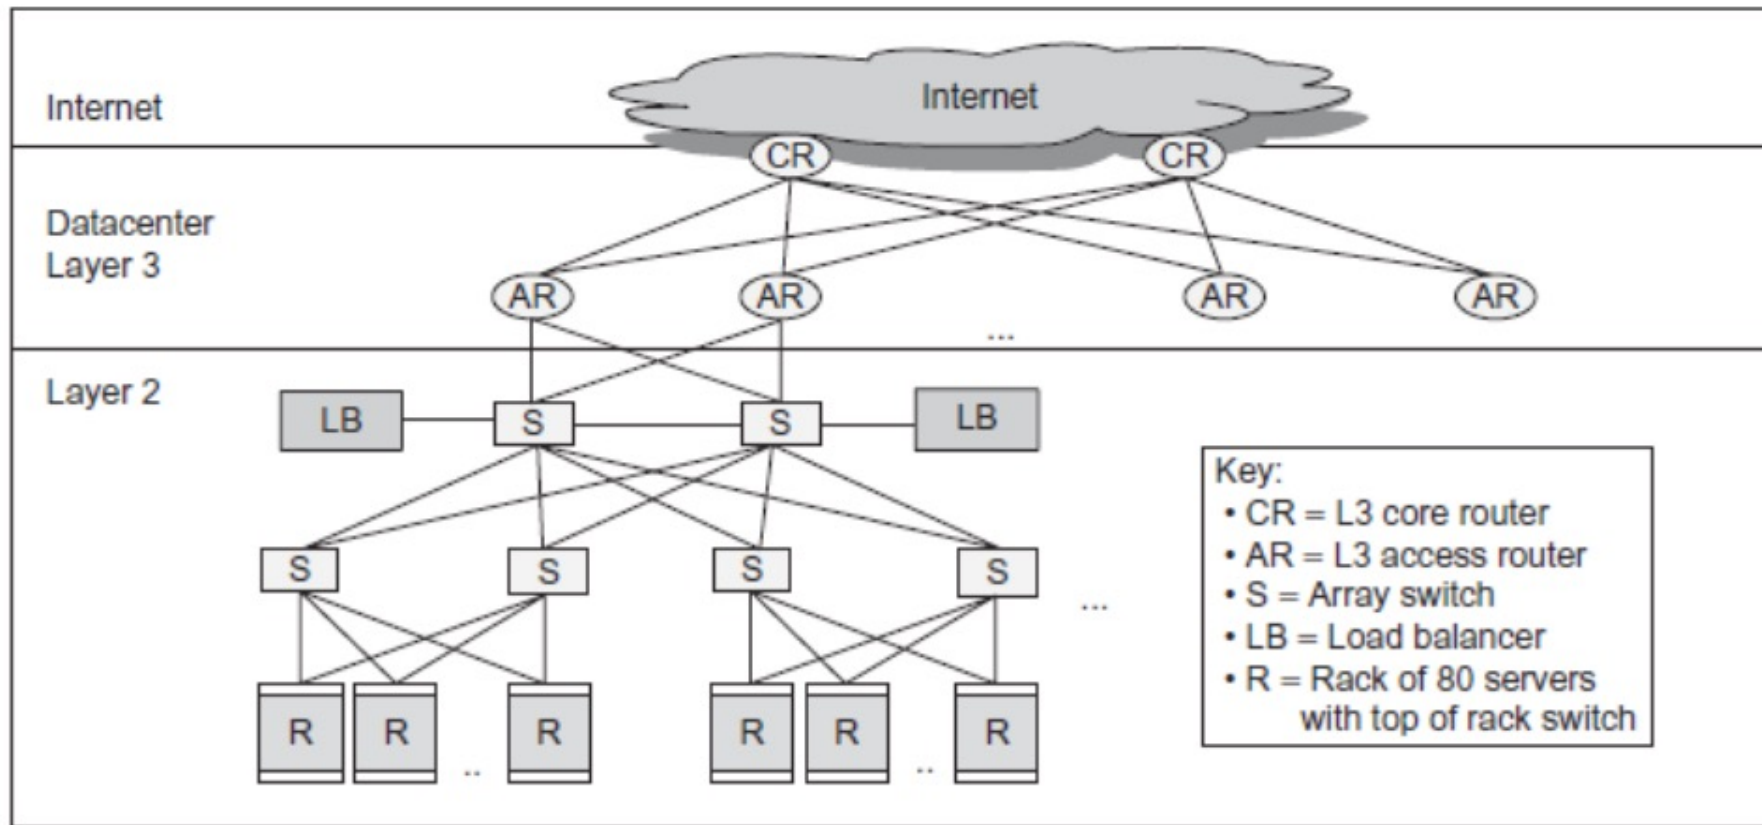 Internet
Internet
CR CR
Datacenter
Layer 3
AR AR AR AR
...
Layer 2
LB S S LB
S S S S
...
R R R R R R
.. ..
Key:
• CR = L3 core router
• AR = L3 access router
• S = Array switch
• LB = Load balancer
• R = Rack of 80 servers
with top of rack switch